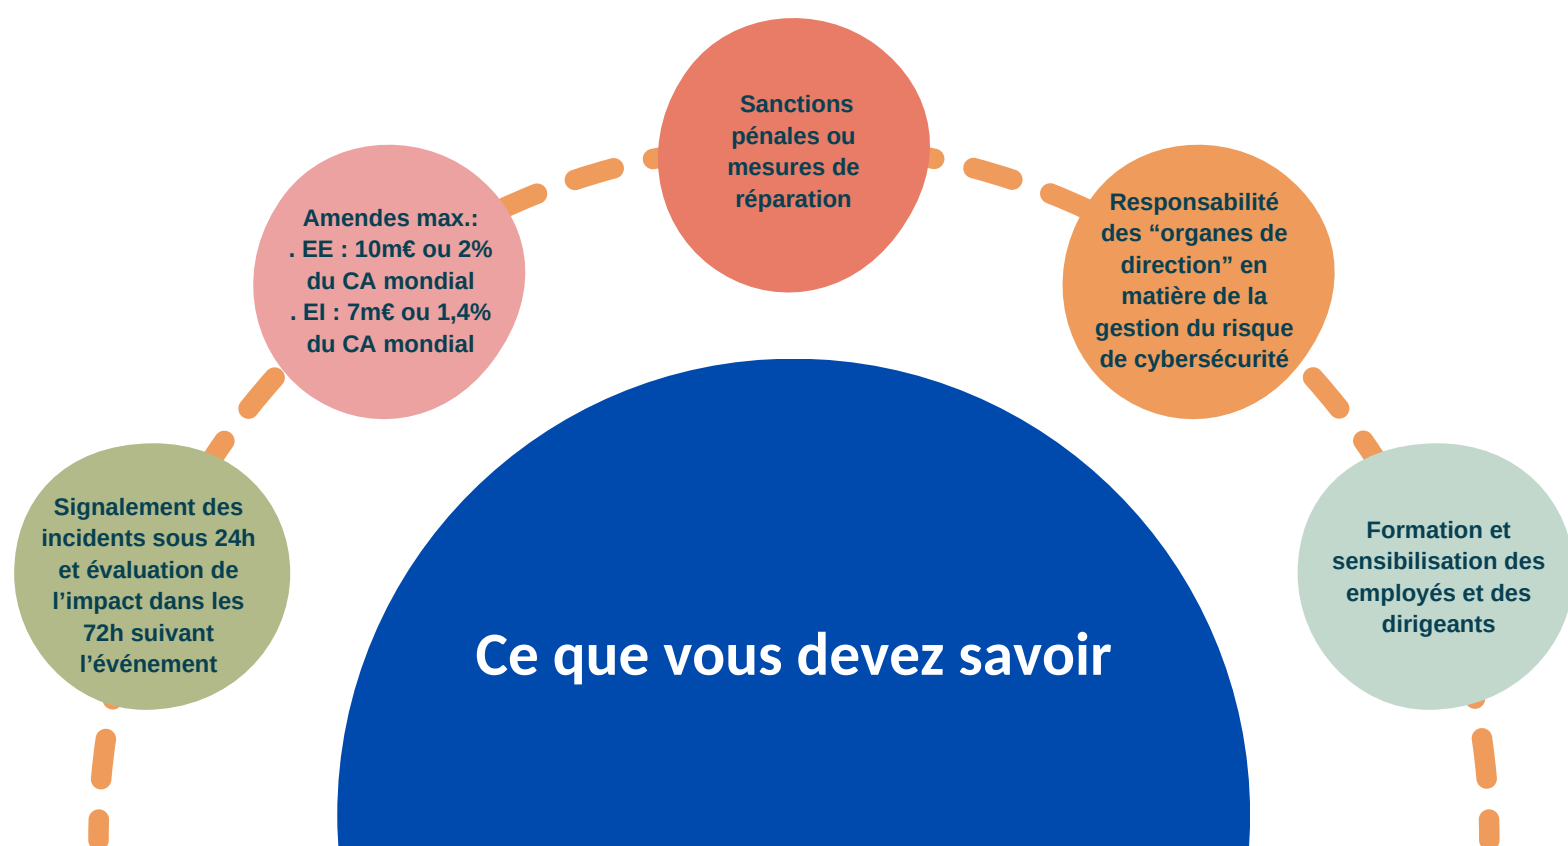 Sanctions
pénales ou
mesures de
réparation
Amendes max.:
. EE : 10m€ ou 2%
du CA mondial
. EI : 7m€ ou 1,4%
du CA mondial
Responsabilité
des “organes de
direction” en
matière de la
gestion du risque
de cybersécurité
Signalement des
incidents sous 24h
et évaluation de
l’impact dans les
72h suivant
l’événement
Formation et
sensibilisation des
employés et des
dirigeants
Ce que vous devez savoir